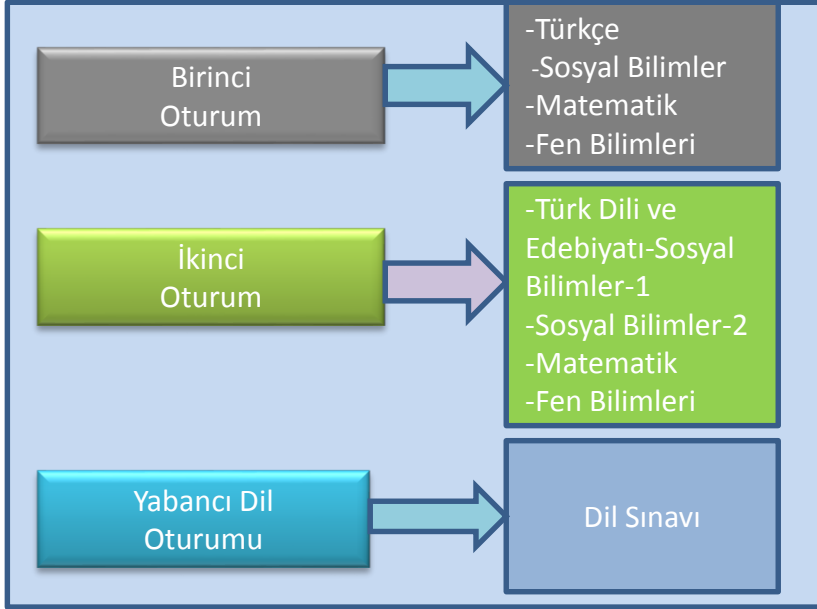 Birinci
Oturum
-Türkçe
-Sosyal Bilimler
-Matematik
-Fen Bilimleri
İkinci
Oturum
-Türk Dili ve
Edebiyatı-Sosyal
Bilimler-1
-Sosyal Bilimler-2
-Matematik
-Fen Bilimleri
Yabancı Dil
Oturumu
Dil Sınavı